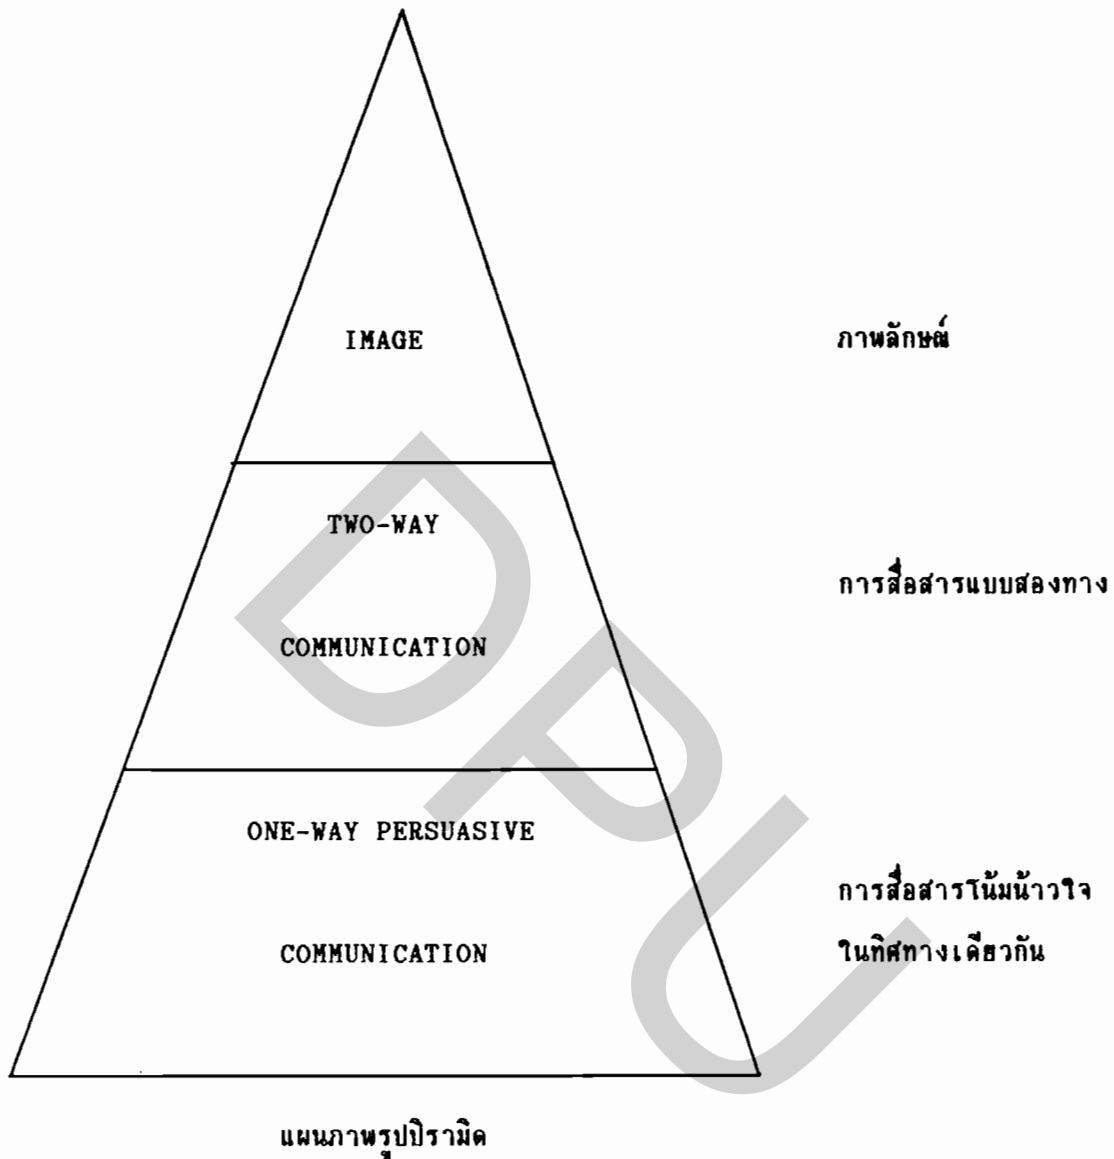 IMAGE ภาพลักษณ์
TWO-WAY
การสื่อสารแบบสองทาง
COMMUNICATION
ONE-WAY PERSUASIVE
การสื่อสารโน้มน้าวใจ
COMMUNICATION ในทิศทางเดียวกัน
แผนภาพรูปปิรามิด
DPU